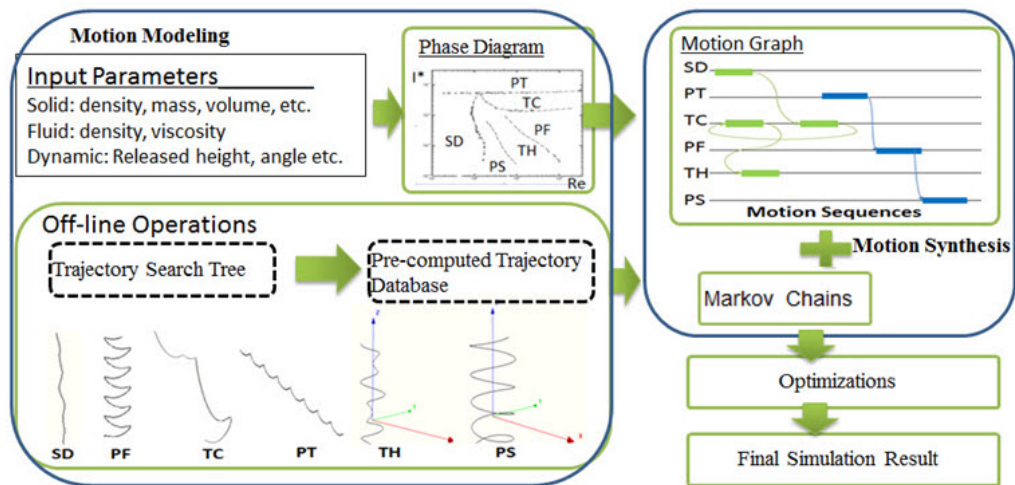 Motion Modeling
Input Parameters
Solid: density, mass, volume, etc.
Fluid: density, viscosity
Dynamic: Released height, angle etc.
Phase Diagram
I*
PT
TC
PF
SD
TH
PS
Re
Motion Graph
SD
PT
TC
PF
TH
PS
Motion Sequences
Motion Synthesis
Markov Chains
Optimizations
Final Simulation Result
Off-line Operations
Trajectory Search Tree
Pre-computed Trajectory
Database
SD
PF
TC
PT
TH
PS